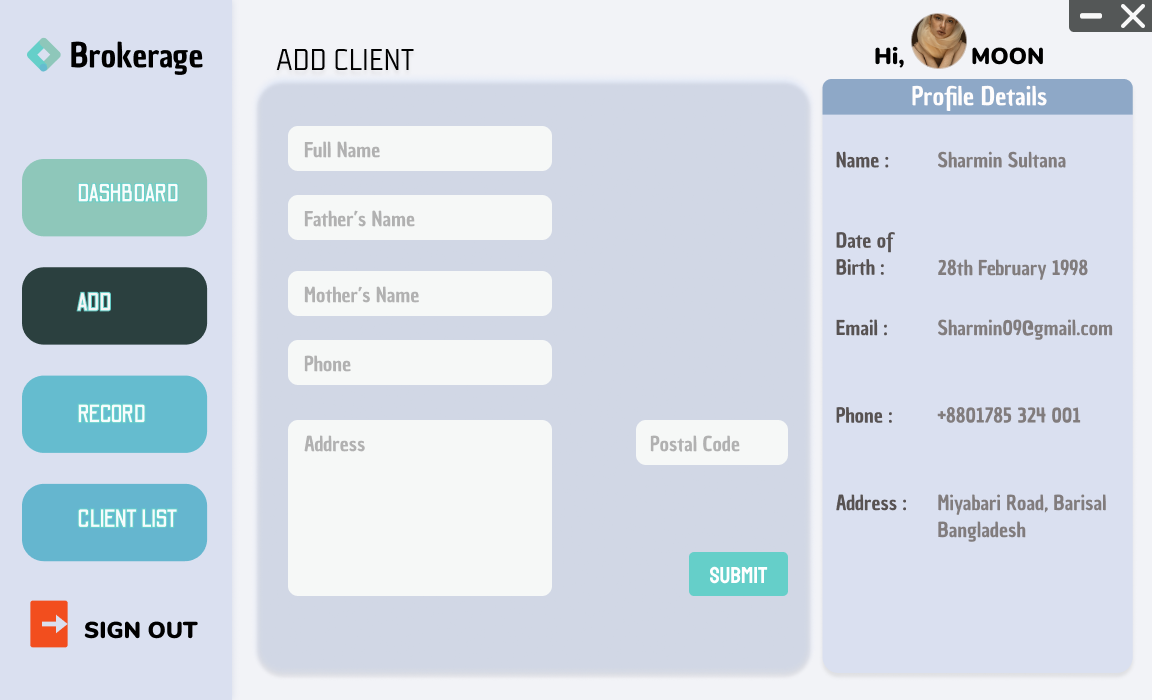 Brokerage
DASHBOARD
ADD
RECORD
CLIENT LIST
SIGN OUT
ADD CLIENT
Full Name
Father's Name
Mother's Name
Phone
Address
Postal Code
SUBMIT
Hi, MOON
Profile Details
Name : Sharmin Sultana
Date of
Birth : 28th February 1998
Email : Sharmin09@gmail.com
Phone : +8801785 324 001
Address : Miyabari Road, Barisal
Bangladesh